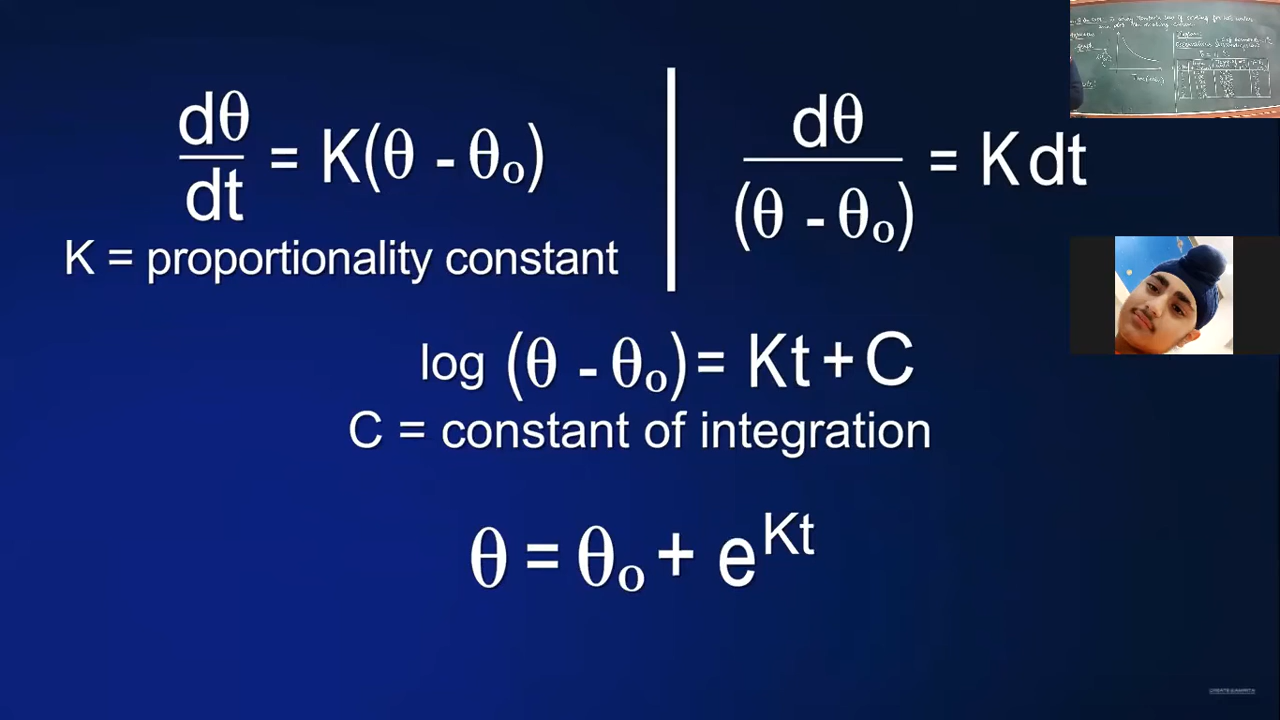 dθ/dt = K(θ - θo)
K = proportionality constant
dθ/(θ - θo) = K dt
log (θ - θo) = Kt + C
C = constant of integration
θ = θo + e^Kt